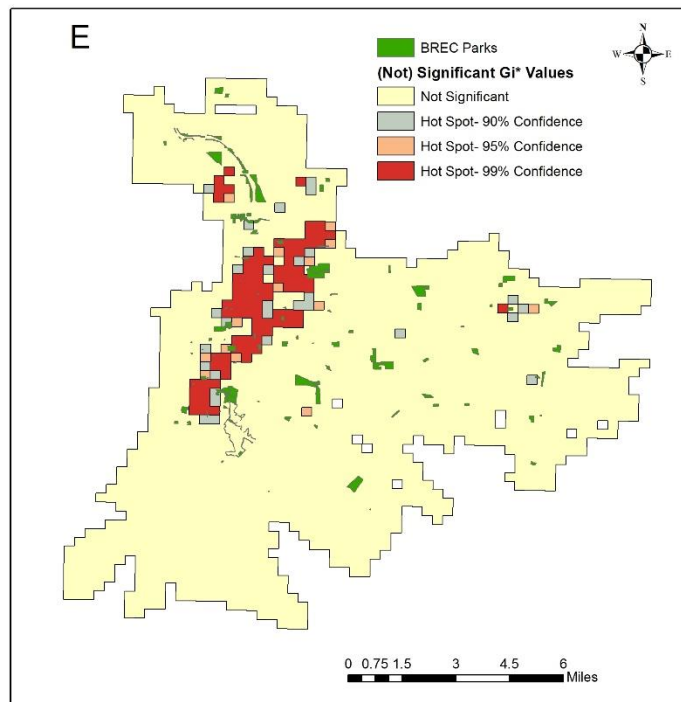 E
BREC Parks
N
W E
S
(Not) Significant Gi* Values
Not Significant
Hot Spot- 90% Confidence
Hot Spot- 95% Confidence
Hot Spot- 99% Confidence
0 0.75 1.5 3 4.5 6
Miles